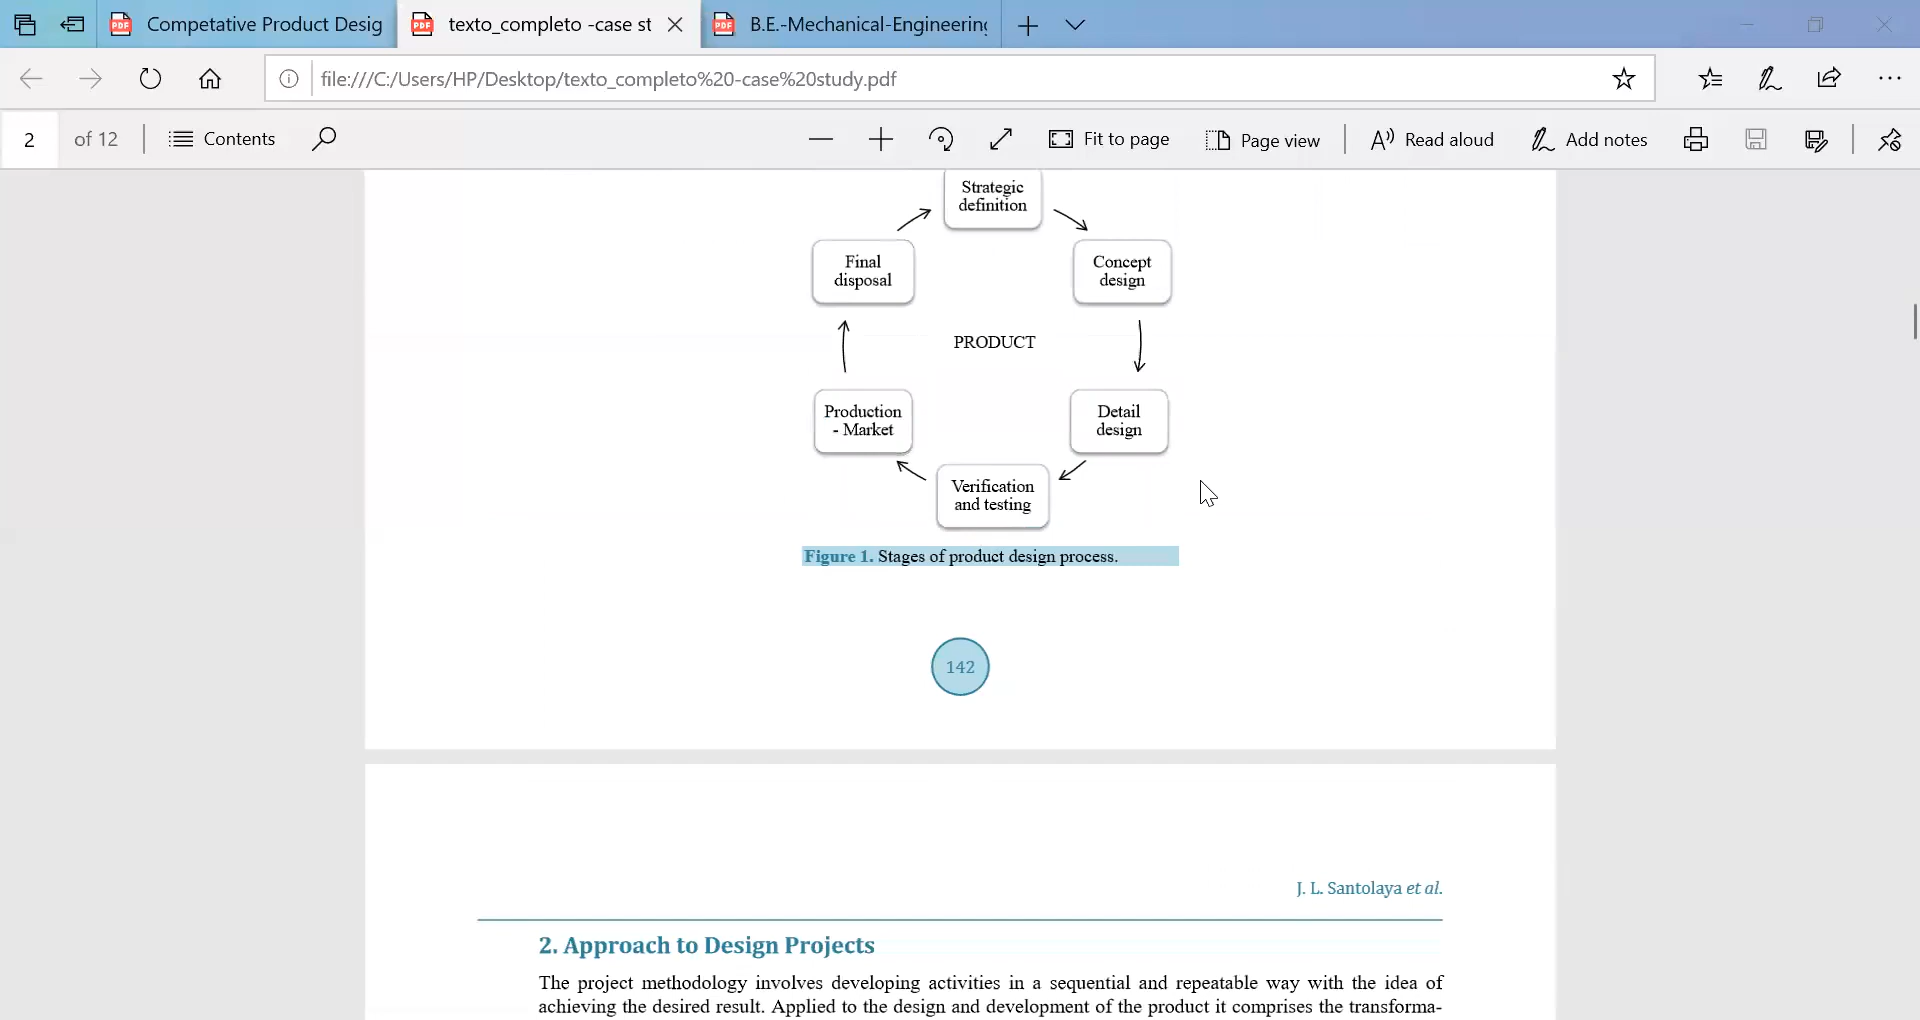 Competative Product Desig
texto_completo -case st
B.E.-Mechanical-Engineering
file:///C:/Users/HP/Desktop/texto_completo%20-case%20study.pdf
2 of 12
Contents
Fit to page
Page view
Read aloud
Add notes
Strategic
definition
Final
disposal
Concept
design
PRODUCT
Production
- Market
Detail
design
Verification
and testing
Figure 1. Stages of product design process.
142
J. L. Santolaya et al.
2. Approach to Design Projects
The project methodology involves developing activities in a sequential and repeatable way with the idea of
achieving the desired result. Applied to the design and development of the product it comprises the transforma-